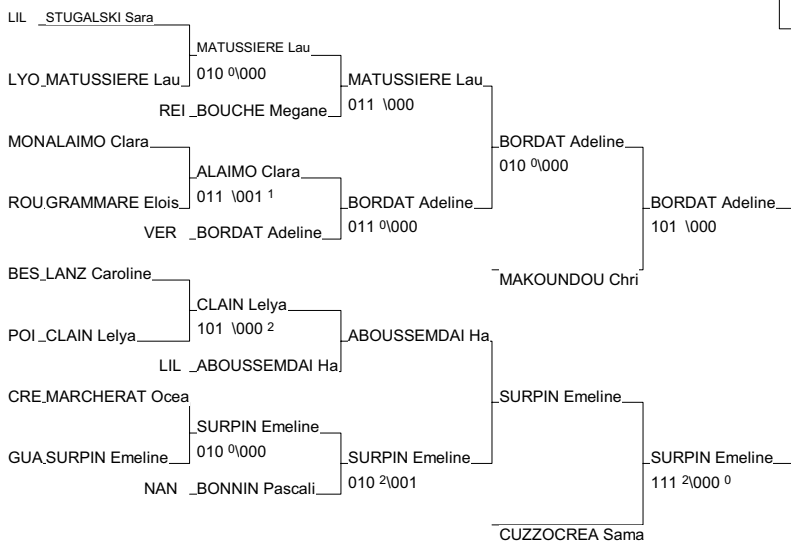 LIL STUGALSKI Sara
MATUSSIERE Lau
LYO MATUSSIERE Lau 010 0\000 MATUSSIERE Lau
REI BOUCHE Megane 011 \000
MONALAIMO Clara BORDAT Adeline
010 0\000
ALAIMO Clara
ROU GRAMMARE Elois 011 \001 1 BORDAT Adeline BORDAT Adeline
VER BORDAT Adeline 011 0\000 101 \000
BES LANZ Caroline MAKOUNDOU Chri
CLAIN Lelya
POI CLAIN Lelya 101 \000 2 ABOUSSEMDAI Ha
LIL ABOUSSEMDAI Ha
CRE MARCHERAT Ocea SURPIN Emeline
SURPIN Emeline
GUA SURPIN Emeline 010 0\000 SURPIN Emeline SURPIN Emeline
NAN BONNIN Pascali 010 2\001 111 2\000 0
CUZZOCREA Sama